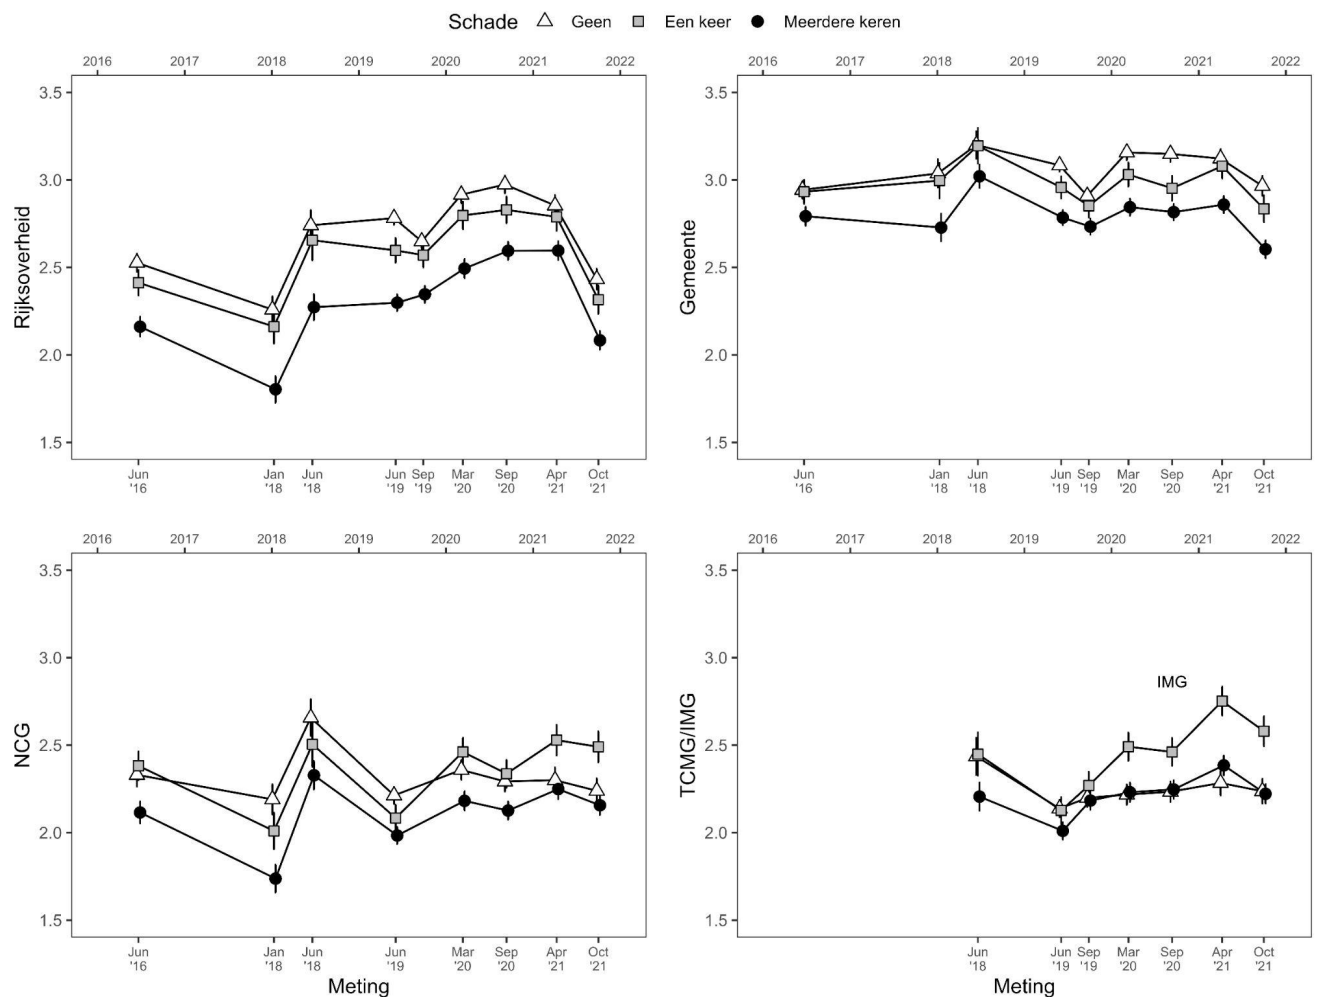 Schade Geen Een keer Meerdere keren
2016 2017 2018 2019 2020 2021 2022
3.5
3.0
2.5
2.0
1.5
Rijksoverheid
Jun Jan Jun Jun Sep Mar Sep Apr Oct
'16 '18 '18 '19 '19 '20 '20 '21 '21
2016 2017 2018 2019 2020 2021 2022
3.5
3.0
2.5
2.0
1.5
Gemeente
Jun Jan Jun Jun Sep Mar Sep Apr Oct
'16 '18 '18 '19 '19 '20 '20 '21 '21
2016 2017 2018 2019 2020 2021 2022
3.5
3.0
2.5
2.0
1.5
NCG
Jun Jan Jun Jun Mar Sep Apr Oct
'16 '18 '18 '19 '20 '20 '21 '21
Meting
2016 2017 2018 2019 2020 2021 2022
3.5
3.0
2.5
2.0
1.5
TCMG/IMG
IMG
Jun Jun Sep Mar Sep Apr Oct
'18 '19 '19 '20 '20 '21 '21
Meting